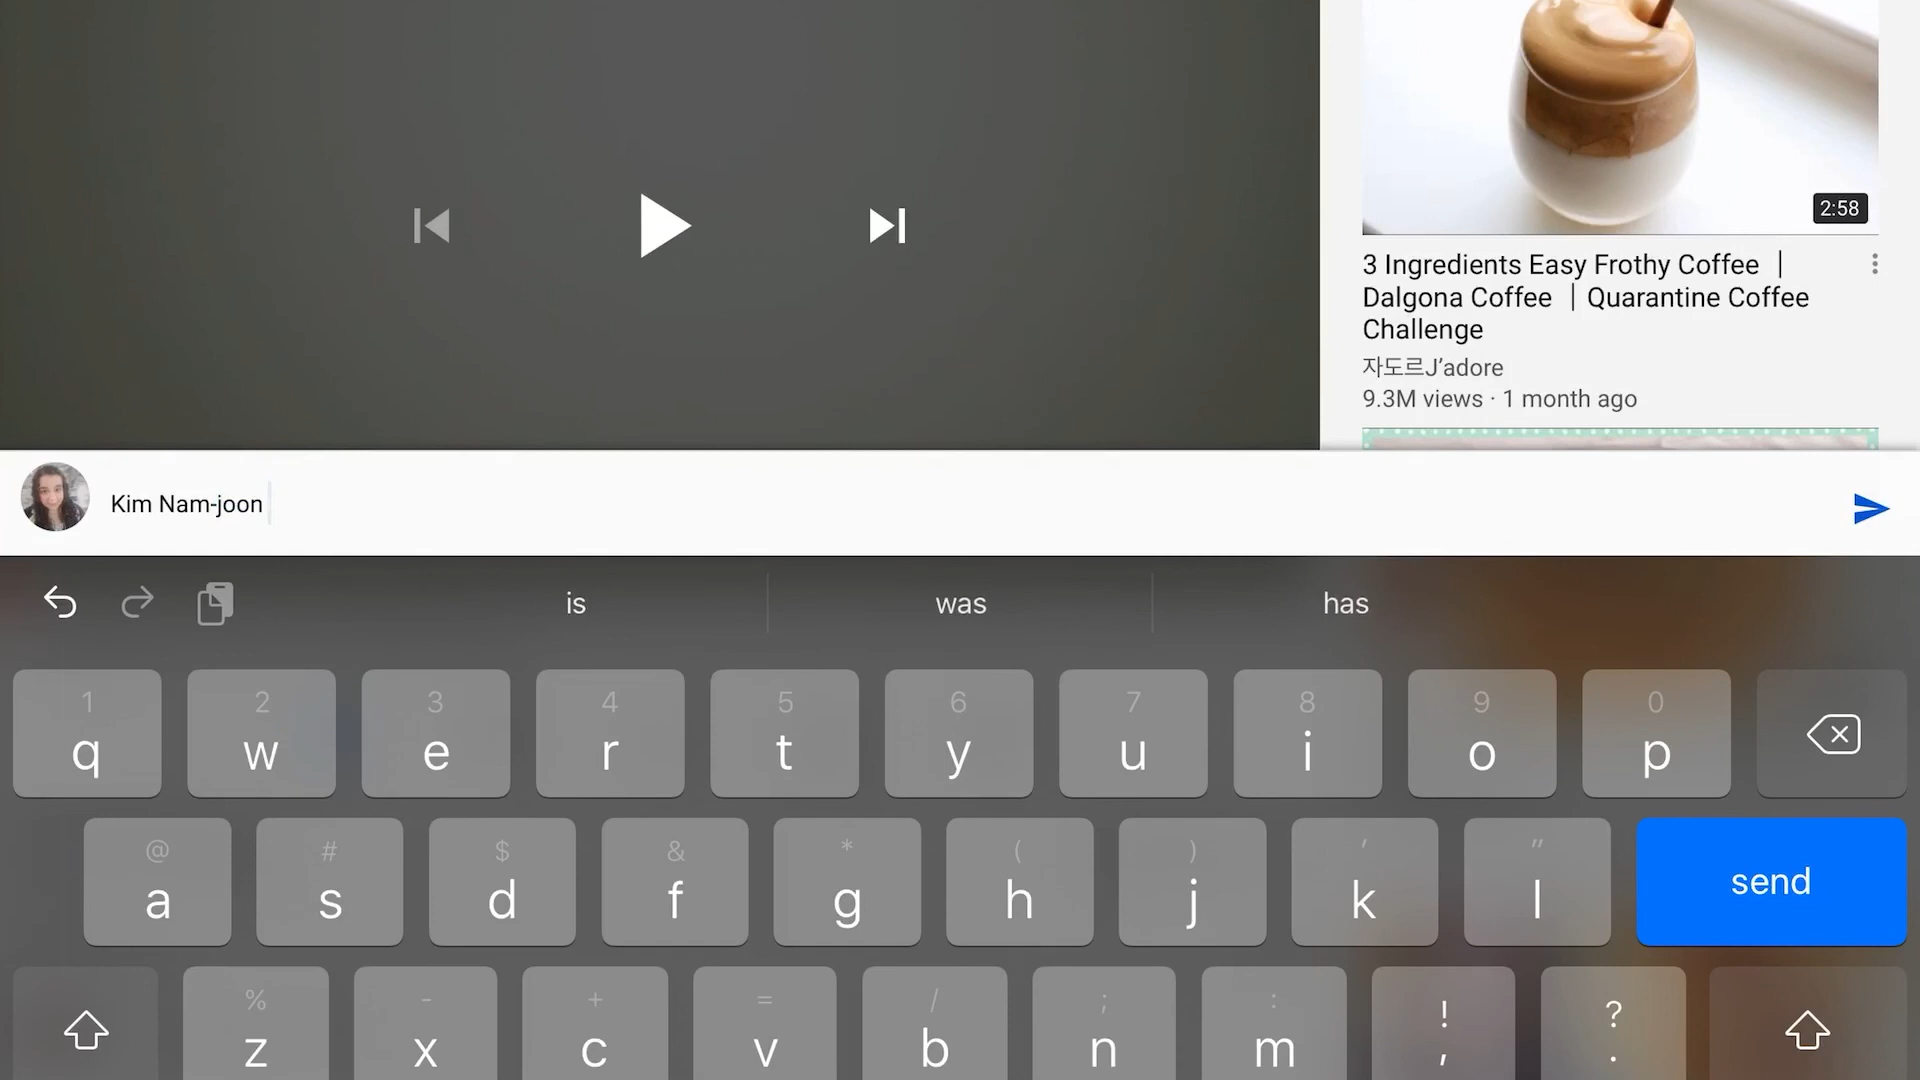 2:58
3 Ingredients Easy Frothy Coffee ｜
Dalgona Coffee ｜Quarantine Coffee
Challenge
자도르J’adore
9.3M views · 1 month ago
Kim Nam-joon
is was has
1 2 3 4 5 6 7 8 9 0
q w e r t y u i o p
@ # $ & * ( ) ′ ″
a s d f g h j k l
send
% - + = / ; : ! ?
z x c v b n m , .